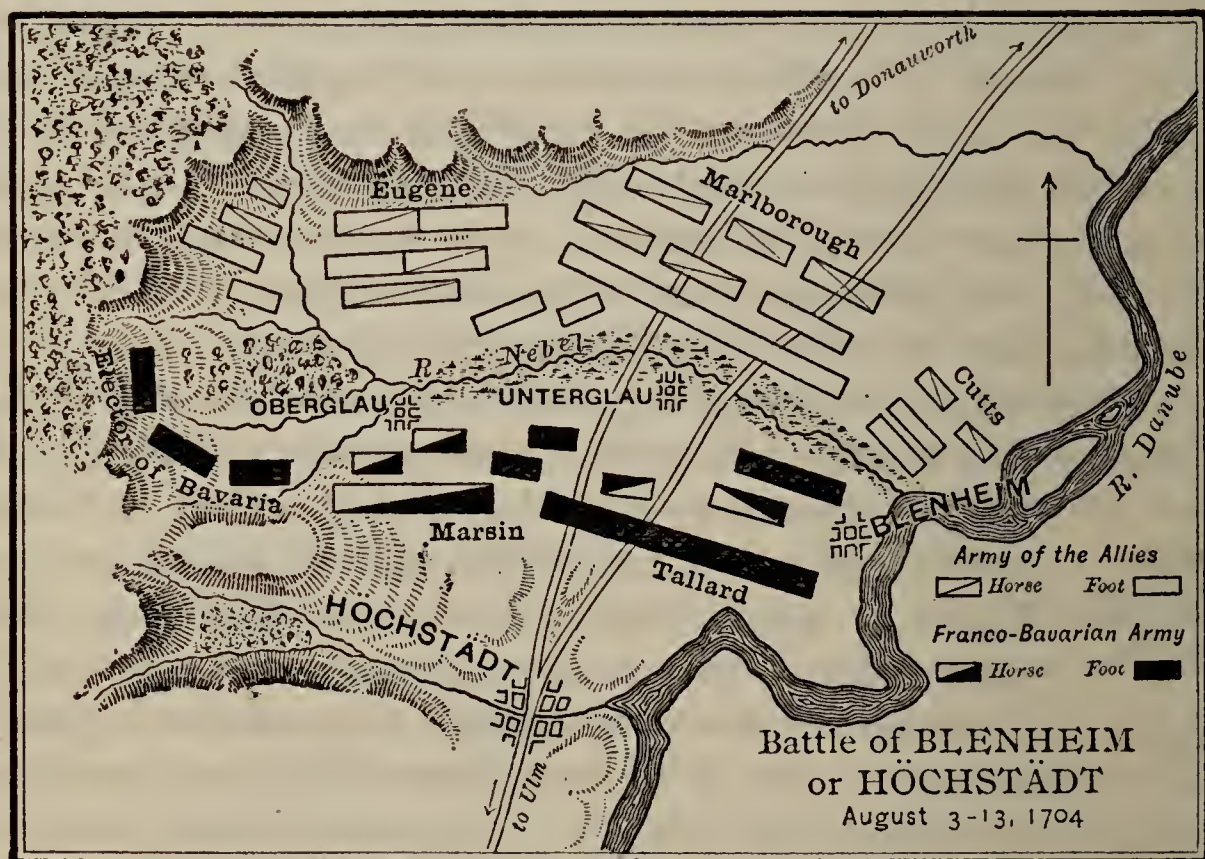 to Donauworth
Eugene
Marlborough
R. Nebel
Elector of Bavaria
OBERGLAU
UNTERGLAU
Cutts
R. Danube
BLENHEIM
Marsin
Tallard
HÖCHSTÄDT
to Ulm
Army of the Allies
Horse Foot
Franco-Bavarian Army
Horse Foot
Battle of BLENHEIM
or HÖCHSTÄDT
August 3-13, 1704